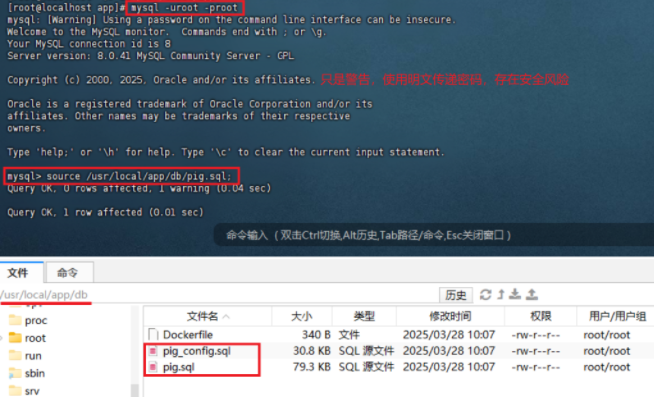 [root@localhost app]# mysql -uroot -proot
mysql: [Warning] Using a password on the command line interface can be insecure.
Welcome to the MySQL monitor.  Commands end with ; or \g.
Your MySQL connection id is 8
Server version: 8.0.41 MySQL Community Server - GPL
Copyright (c) 2000, 2025, Oracle and/or its affiliates. 只是警告，使用明文传递密码，存在安全风险
Oracle is a registered trademark of Oracle Corporation and/or its
affiliates. Other names may be trademarks of their respective
owners.
Type 'help;' or '\h' for help. Type '\c' to clear the current input statement.
mysql> source /usr/local/app/db/pig.sql;
Query OK, 0 rows affected, 1 warning (0.04 sec)
Query OK, 1 row affected (0.01 sec)
命令输入（双击Ctrl切换,Alt历史,Tab路径/命令,Esc关闭窗口）
文件 命令
/usr/local/app/db 历史
proc
root
run
sbin
srv
文件名 大小 类型 修改时间 权限 用户/用户组
Dockerfile 340 B 文件 2025/03/28 10:07 -rw-r--r-- root/root
pig_config.sql 30.8 KB SQL 源文件 2025/03/28 10:07 -rw-r--r-- root/root
pig.sql 79.3 KB SQL 源文件 2025/03/28 10:07 -rw-r--r-- root/root